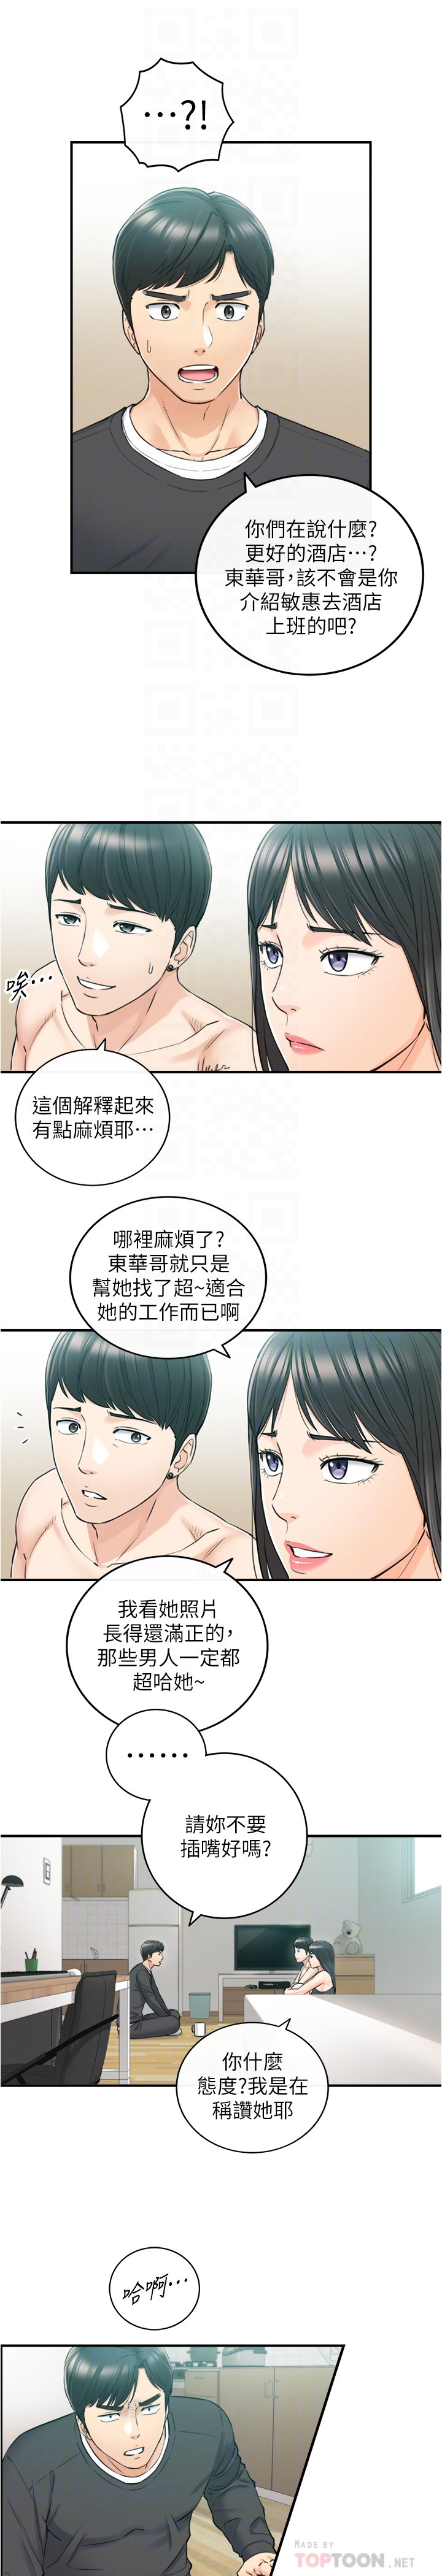 …?!
你們在說什麼?
更好的酒店…?
東華哥,該不會是你
介紹敏惠去酒店
上班的吧?
唉…
這個解釋起來
有點麻煩耶…
哪裡麻煩了?
東華哥就只是
幫她找了超~適合
她的工作而已啊
我看她照片
長得還滿正的,
那些男人一定都
超哈她~
……
請妳不要
插嘴好嗎?
你什麼
態度?我是在
稱讚她耶
哈啊…
MADE BY
TOPTOON.NET